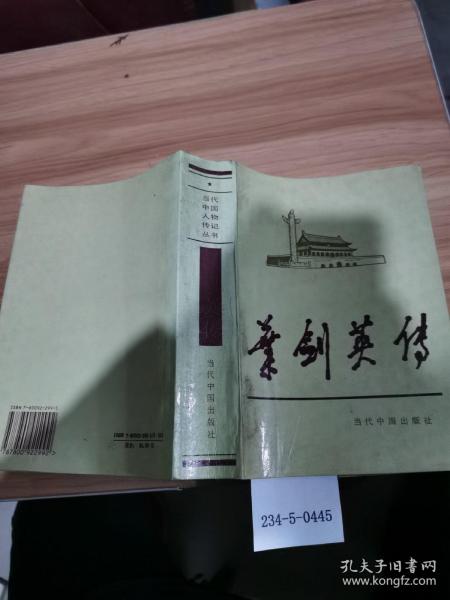 当代
中国
人物
传记
丛书
当代中国出版社
葉剑英传
当代中国出版社
234-5-0445
孔夫子旧书网
www.kongfz.com